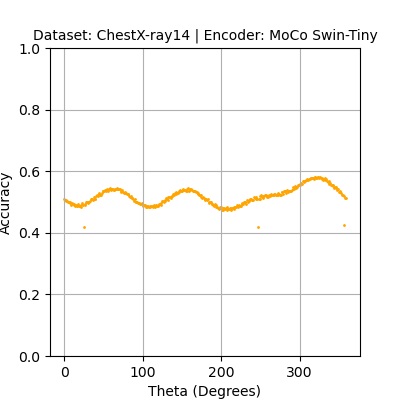 Dataset: ChestX-ray14 | Encoder: MoCo Swin-Tiny
1.0
0.8
0.6
0.4
0.2
0.0
Accuracy
0 100 200 300
Theta (Degrees)